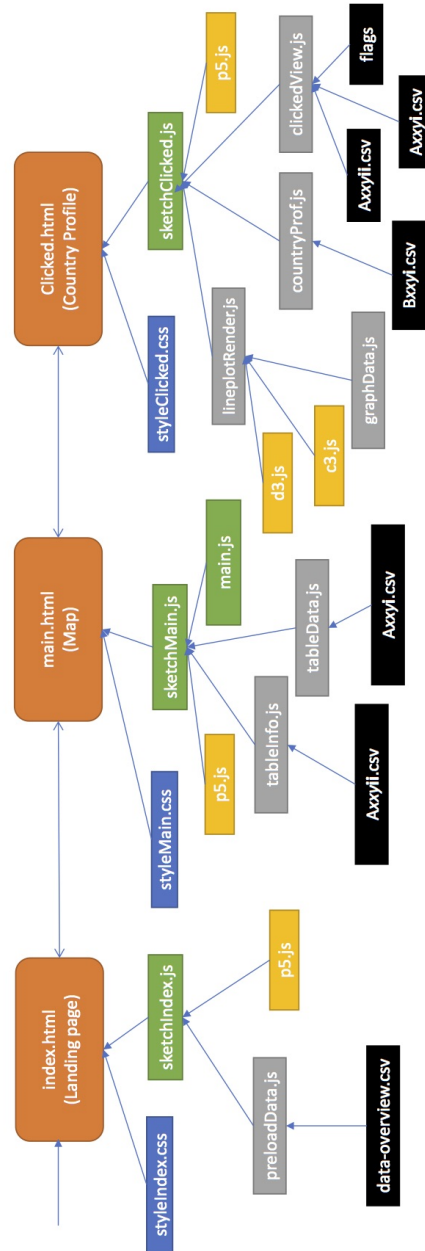 index.html
(Landing page)
main.html
(Map)
Clicked.html
(Country Profile)
styleIndex.css
sketchIndex.js
styleMain.css
sketchMain.js
styleClicked.css
sketchClicked.js
preloadData.js
p5.js
p5.js
main.js
lineplotRender.js
p5.js
tableInfo.js
tableData.js
d3.js
countryProf.js
clickedView.js
c3.js
data-overview.csv
Axxyii.csv
Axxyi.csv
graphData.js
Bxxyi.csv
Axxyii.csv
flags
Axxyi.csv